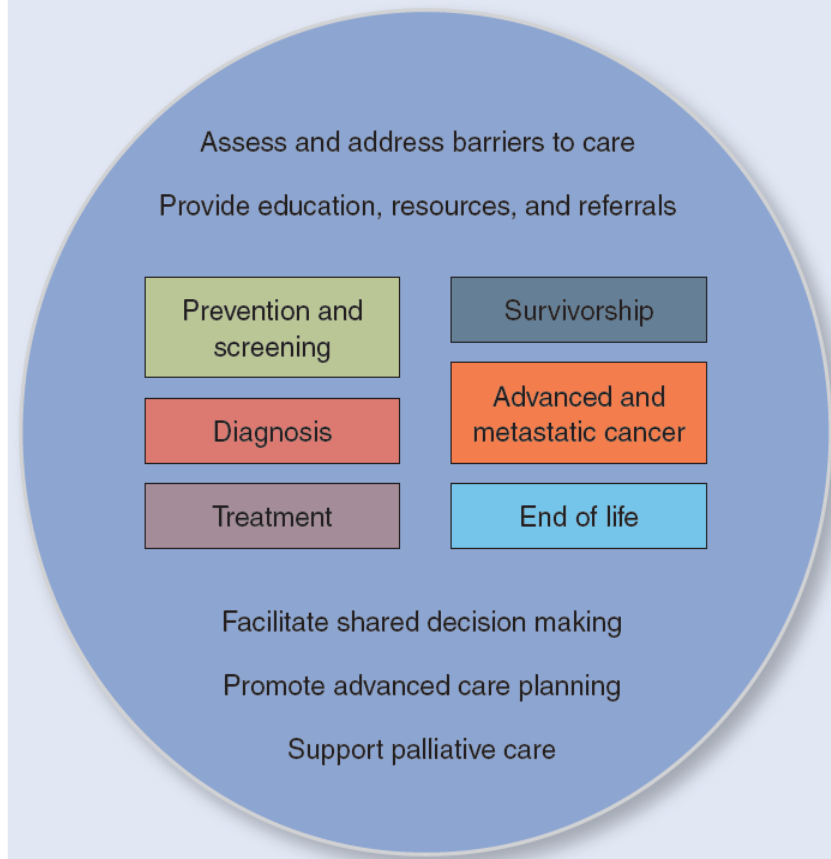 Assess and address barriers to care
Provide education, resources, and referrals
Prevention and
screening
Diagnosis
Treatment
Survivorship
Advanced and
metastatic cancer
End of life
Facilitate shared decision making
Promote advanced care planning
Support palliative care